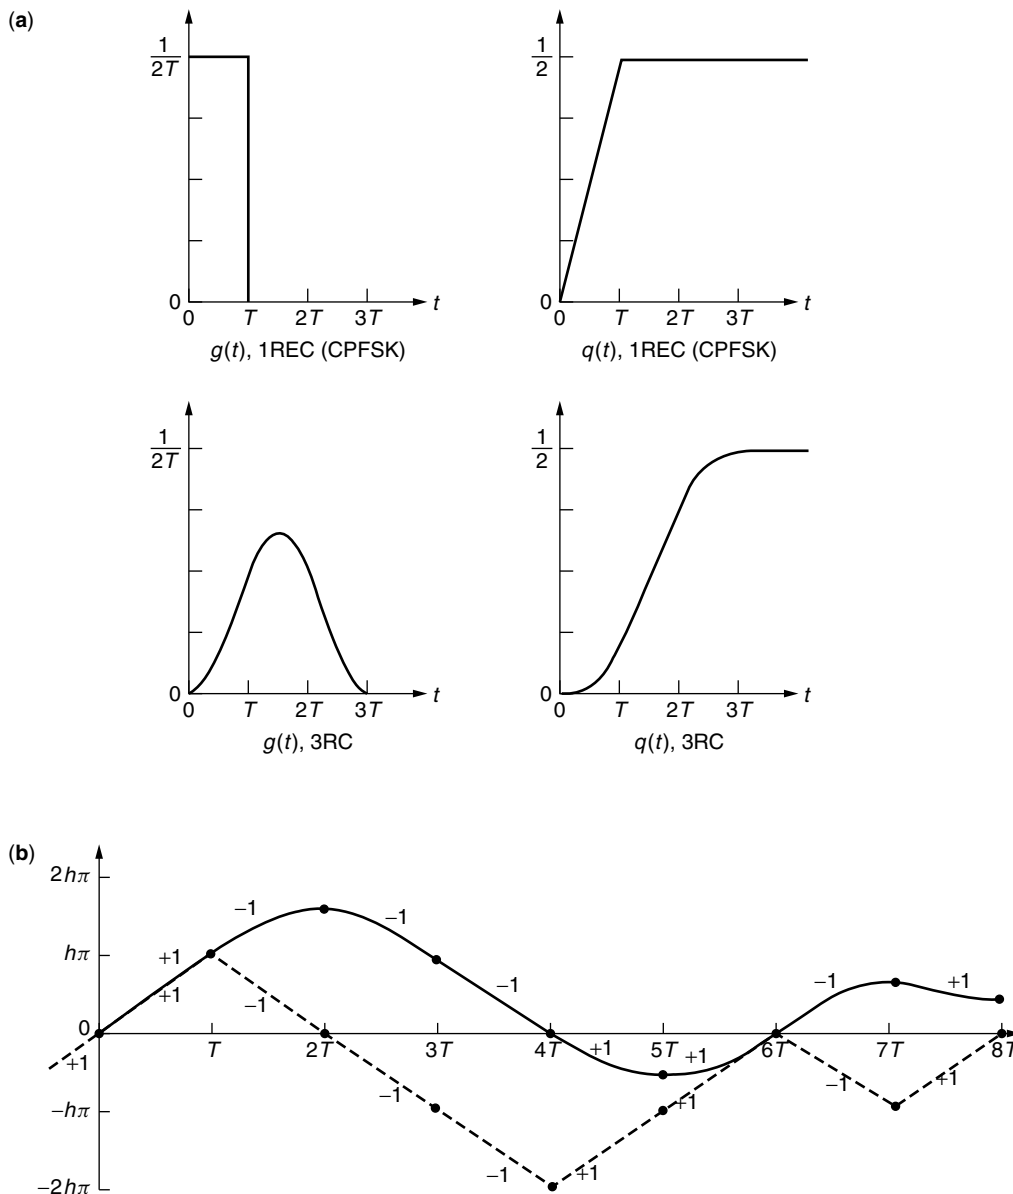 (a)
1
2T
0
0 T 2T 3T t
g(t), 1REC (CPFSK)
1
2
0
0 T 2T 3T t
q(t), 1REC (CPFSK)
1
2T
0
0 T 2T 3T t
g(t), 3RC
1
2
0
0 T 2T 3T t
q(t), 3RC
(b)
2hπ
–1 –1
hπ
+1 –1 –1 +1
+1 –1
0
T 2T 3T 4T 5T 6T 7T 8T
+1 +1 +1
–1 –1 +1
–hπ +1
–1 +1
–2hπ